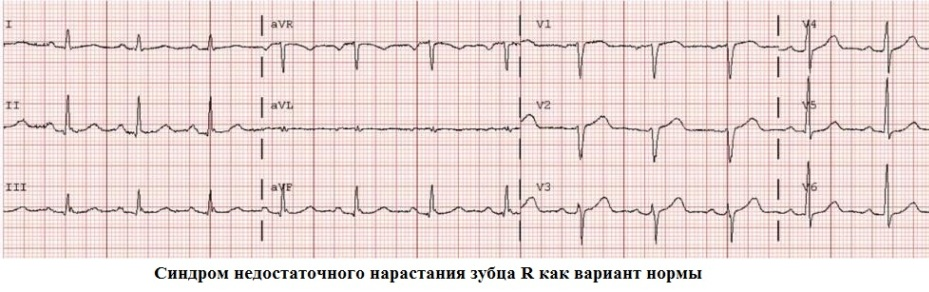 I aVR V1 V4
II aVL V2 V5
III aVF V3 V6
Синдром недостаточного нарастания зубца R как вариант нормы